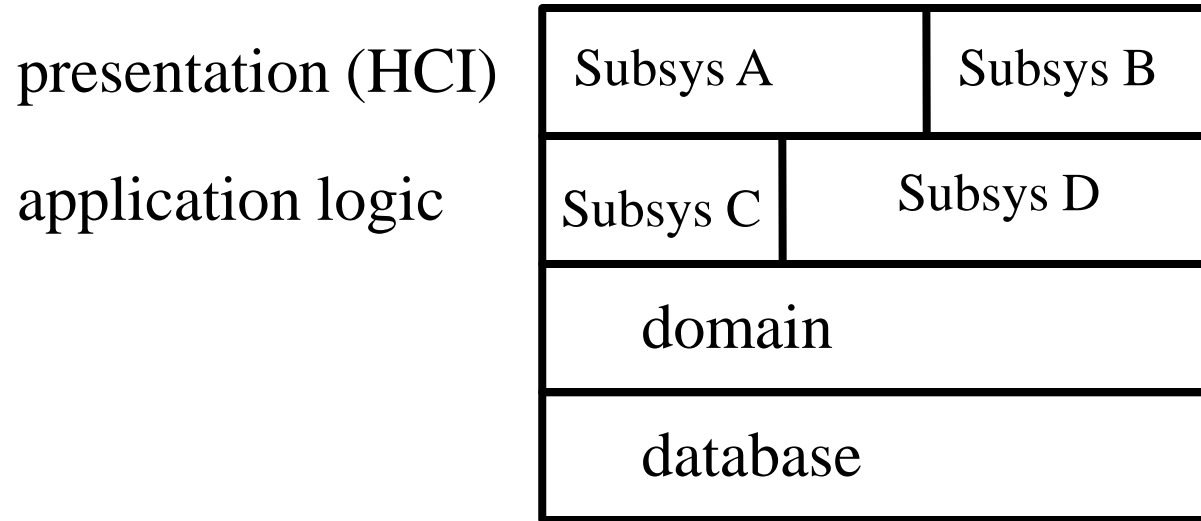 presentation (HCI) Subsys A Subsys B
application logic Subsys C Subsys D
domain
database